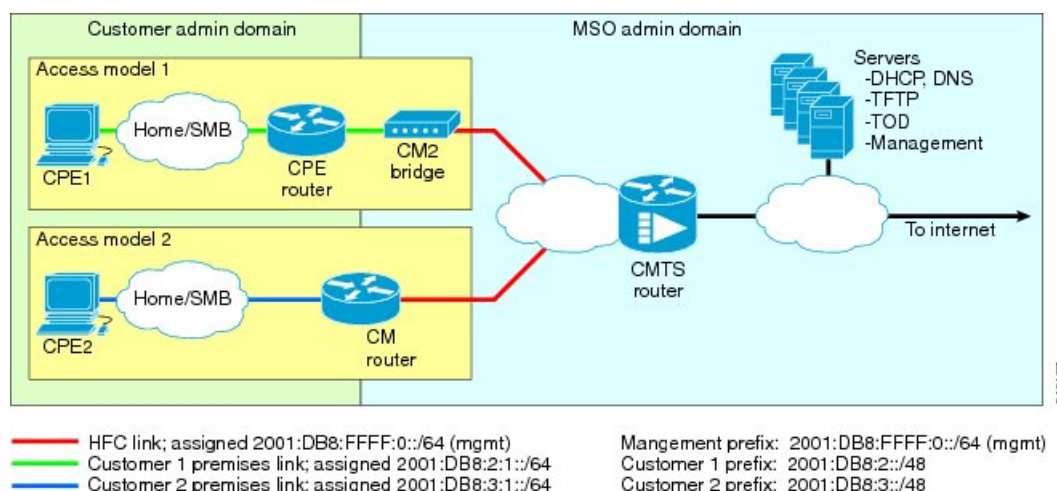 Customer admin domain
MSO admin domain
Access model 1
Home/SMB
CPE1
CPE
router
CM2
bridge
Servers
-DHCP, DNS
-TFTP
-TOD
-Management
Access model 2
Home/SMB
CPE2
CM
router
CMTS
router
To internet
HFC link; assigned 2001:DB8:FFFF:0::/64 (mgmt)
Customer 1 premises link; assigned 2001:DB8:2:1::/64
Customer 2 premises link; assigned 2001:DB8:3:1::/64
Mangement prefix: 2001:DB8:FFFF:0::/64
Customer 1 prefix: 2001:DB8:2::/48
Customer 2 prefix: 2001:DB8:3::/48